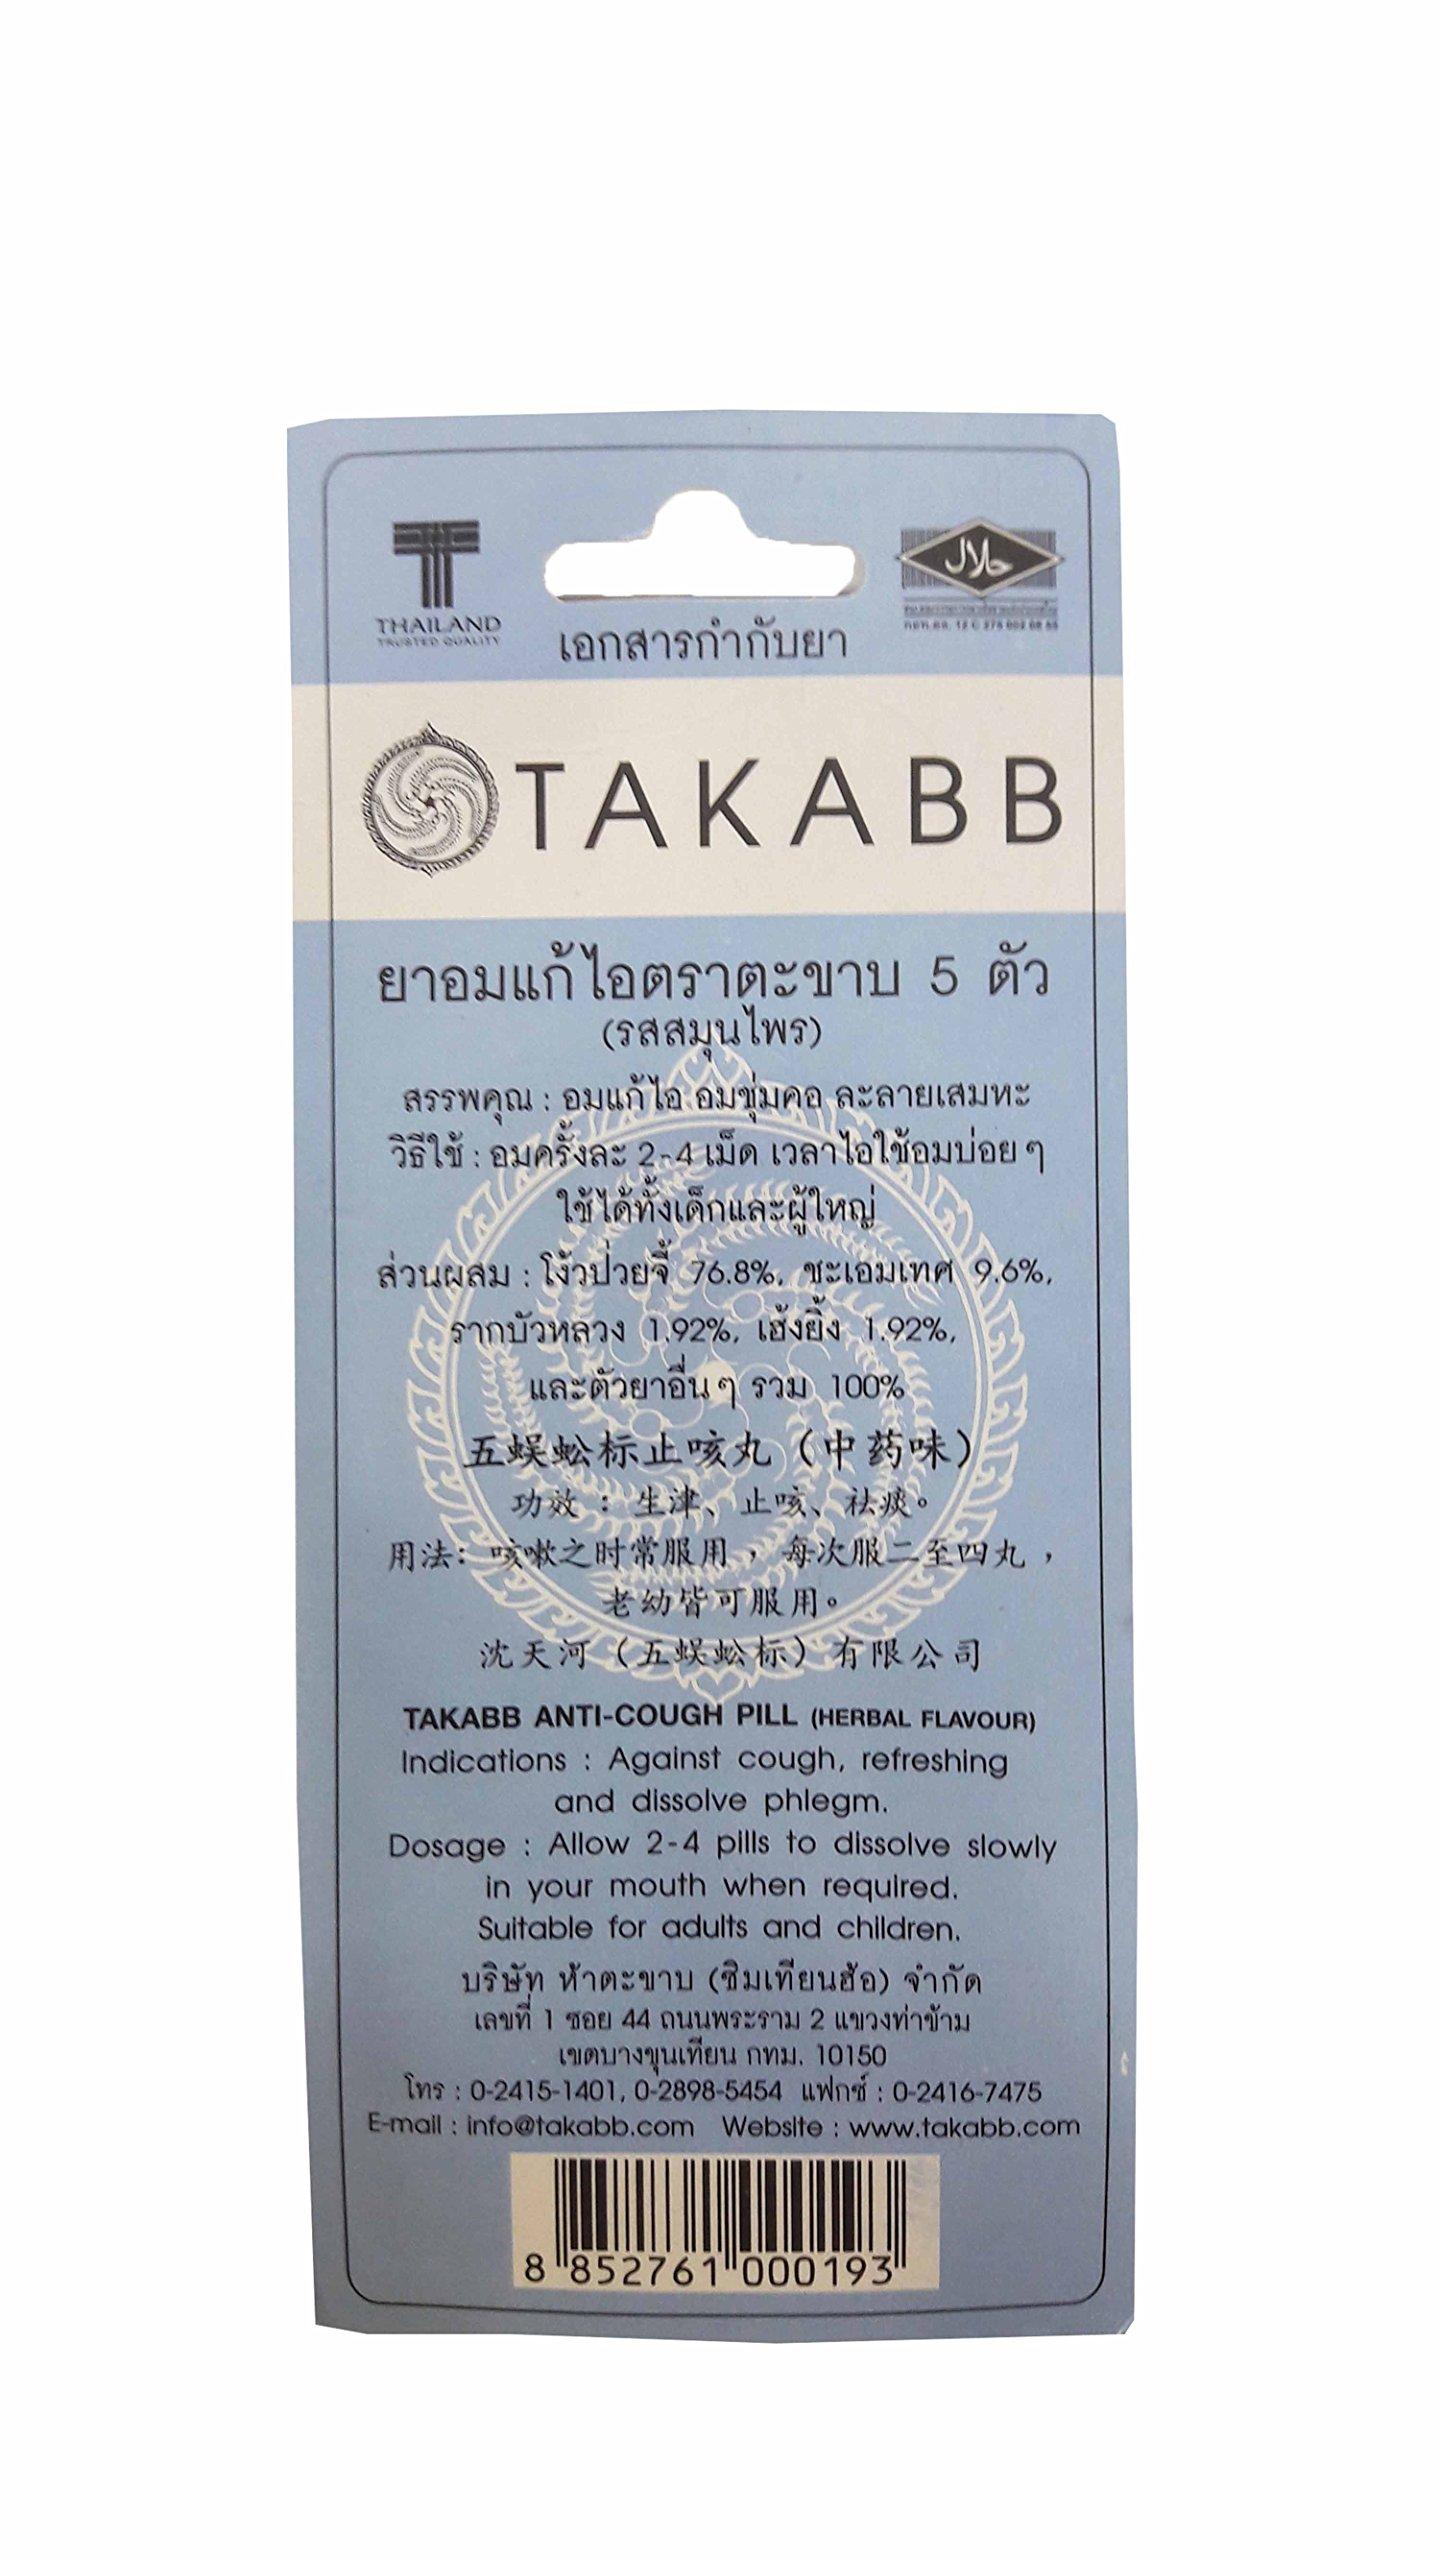 THAILAND
TRUSTED QUALITY
حلال
เอกสารกำกับยา
TAKABB
ยาอมแก้ไอตราตะขาบ 5 ตัว
(รสสมุนไพร)
สรรพคุณ : อมแก้ไอ อมชุ่มคอ ละลายเสมหะ
วิธีใช้ : อมครั้งละ 2-4 เม็ด เวลาไอใช้อมบ่อย ๆ
ใช้ได้ทั้งเด็กและผู้ใหญ่
ส่วนผสม : โง้วป่วยจี้ 76.8%, ชะเอมเทศ 9.6%,
รากบัวหลวง 1.92%, เฮ้งยิ้ง 1.92%,
และตัวยาอื่น ๆ รวม 100%
五蜈蚣标止咳丸（中药味）
功效：生津、止咳、祛痰。
用法：咳嗽之时常服用，每次服二至四丸，
老幼皆可服用。
沈天河（五蜈蚣标）有限公司
TAKABB ANTI-COUGH PILL (HERBAL FLAVOUR)
Indications : Against cough, refreshing
and dissolve phlegm.
Dosage : Allow 2-4 pills to dissolve slowly
in your mouth when required.
Suitable for adults and children.
บริษัท ห้าตะขาบ (ซิมเทียนฮ้อ) จำกัด
เลขที่ 1 ซอย 44 ถนนพระราม 2 แขวงท่าข้าม
เขตบางขุนเทียน กทม. 10150
โทร : 0-2415-1401, 0-2898-5454 แฟกซ์ : 0-2416-7475
E-mail : info@takabb.com Website : www.takabb.com
8 852761 000193